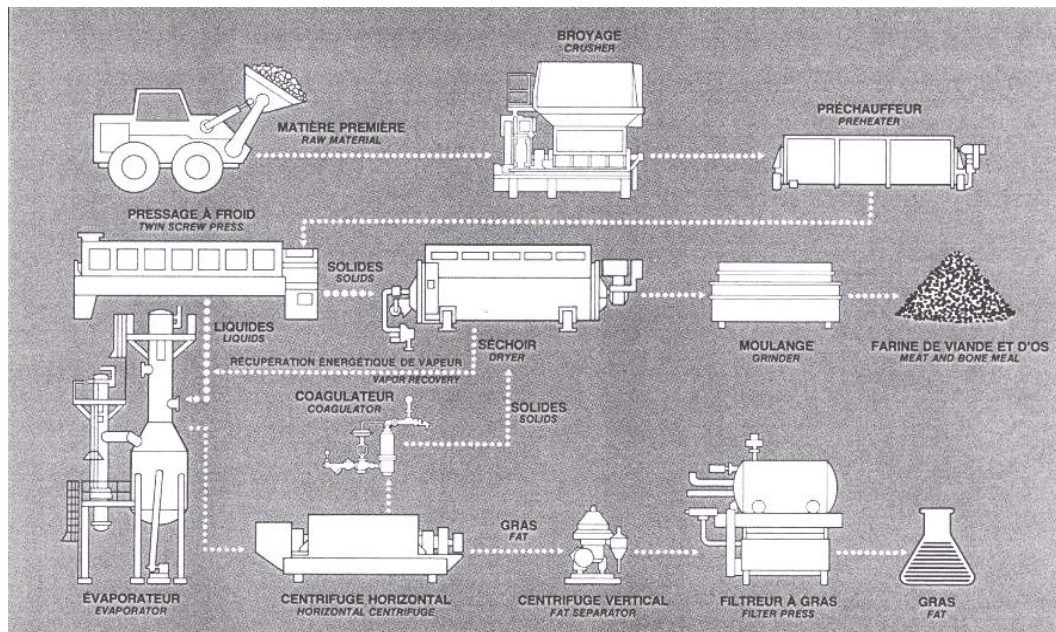 BROYAGE
CRUSHER
MATIÈRE PREMIÈRE
RAW MATERIAL
PRÉCHAUFFEUR
PREHEATER
PRESSAGE À FROID
TWIN SCREW PRESS
SOLIDES
SOLIDS
LIQUIDES
LIQUIDS
SÉCHOIR
DRYER
MOULANGE
GRINDER
FARINE DE VIANDE ET D'OS
MEAT AND BONE MEAL
RÉCUPÉRATION ÉNERGÉTIQUE DE VAPEUR
VAPOR RECOVERY
COAGULATEUR
COAGULATOR
SOLIDES
SOLIDS
GRAS
FAT
ÉVAPORATEUR
EVAPORATOR
CENTRIFUGE HORIZONTAL
HORIZONTAL CENTRIFUGE
CENTRIFUGE VERTICAL
FAT SEPARATOR
FILTREUR À GRAS
FILTER PRESS
GRAS
FAT